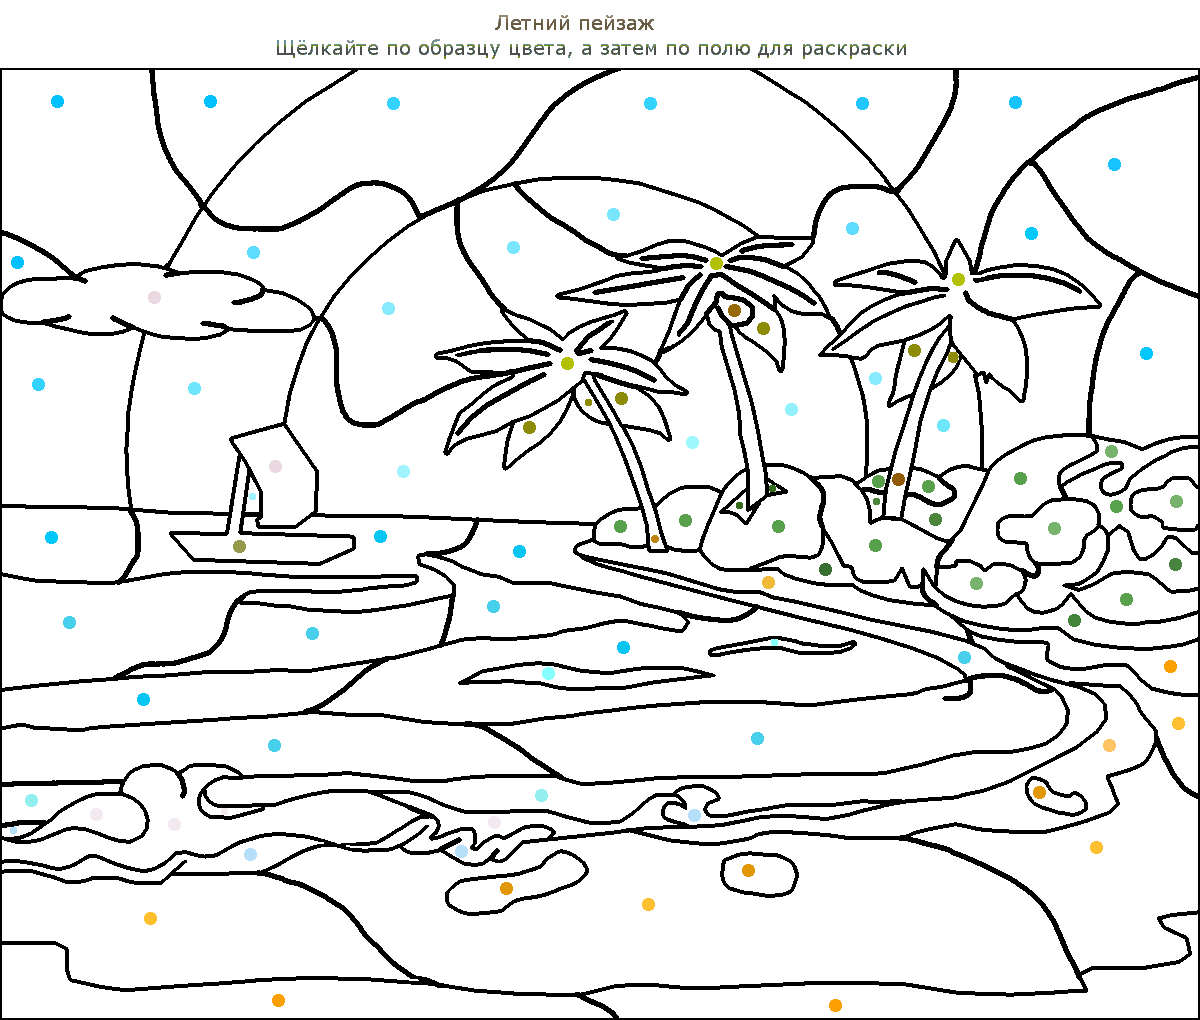 Летний пейзаж
Щёлкайте по образцу цвета, а затем по полю для раскраски